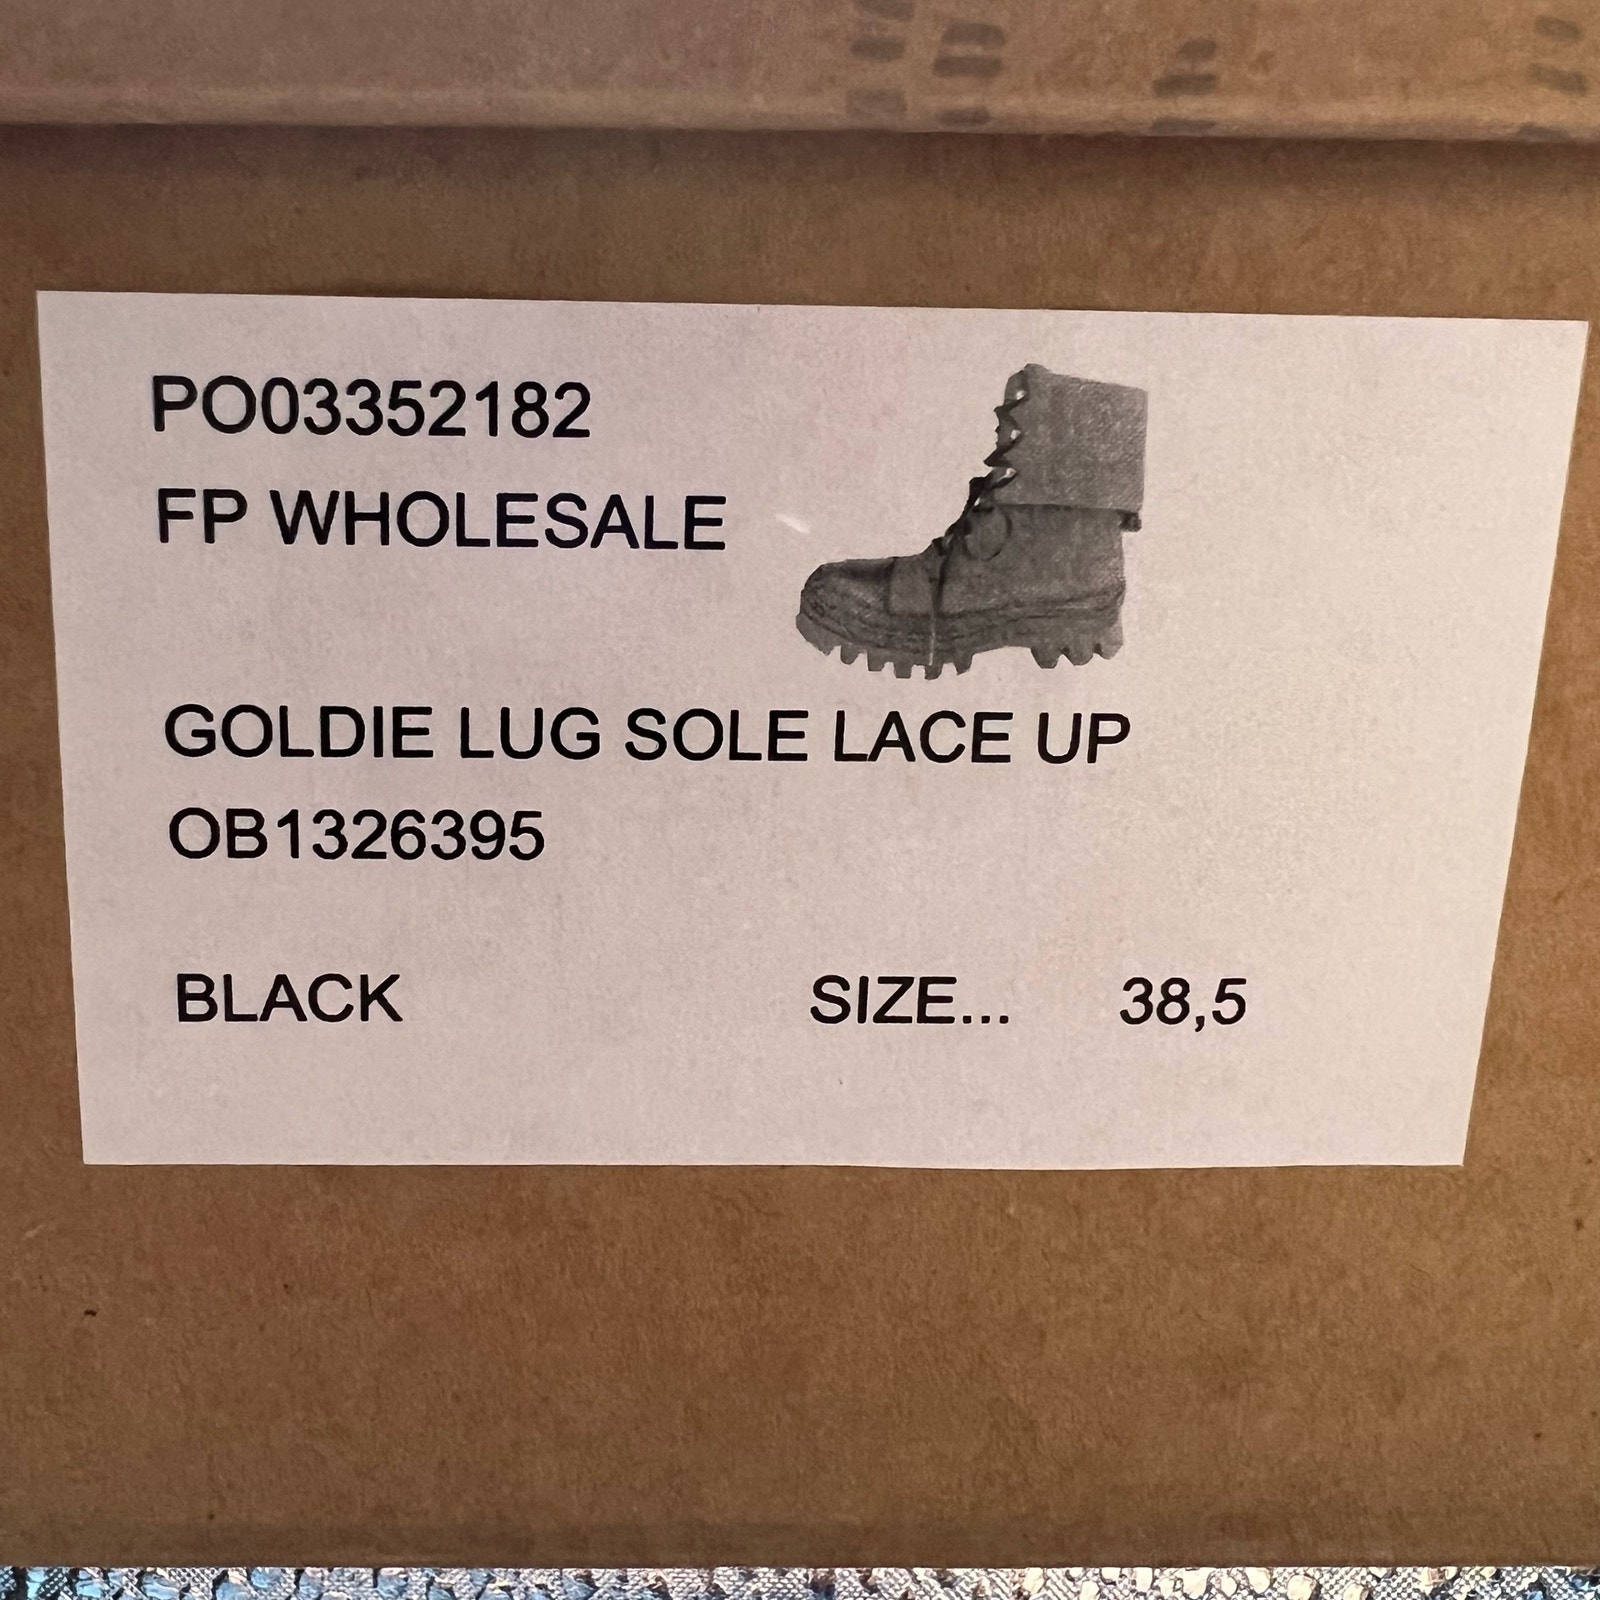 PO03352182
FP WHOLESALE
GOLDIE LUG SOLE LACE UP
OB1326395
BLACK SIZE... 38,5